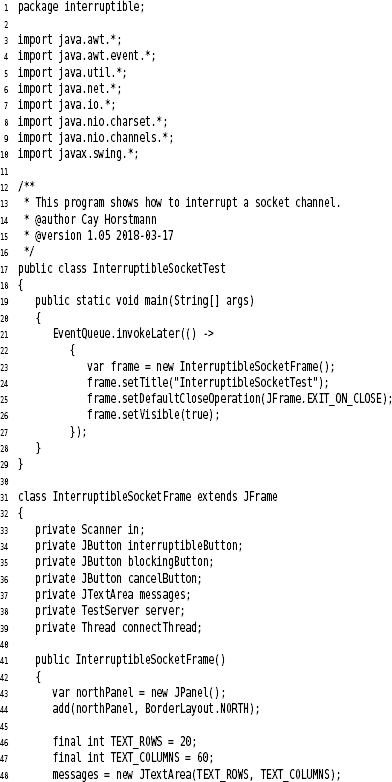 1 package interruptible;
2
3 import java.awt.*;
4 import java.awt.event.*;
5 import java.util.*;
6 import java.net.*;
7 import java.io.*;
8 import java.nio.charset.*;
9 import java.nio.channels.*;
10 import javax.swing.*;
11
12 /**
13  * This program shows how to interrupt a socket channel.
14  * @author Cay Horstmann
15  * @version 1.05 2018-03-17
16  */
17 public class InterruptibleSocketTest
18 {
19    public static void main(String[] args)
20    {
21       EventQueue.invokeLater(() ->
22          {
23             var frame = new InterruptibleSocketFrame();
24             frame.setTitle("InterruptibleSocketTest");
25             frame.setDefaultCloseOperation(JFrame.EXIT_ON_CLOSE);
26             frame.setVisible(true);
27          });
28    }
29 }
30
31 class InterruptibleSocketFrame extends JFrame
32 {
33    private Scanner in;
34    private JButton interruptibleButton;
35    private JButton blockingButton;
36    private JButton cancelButton;
37    private JTextArea messages;
38    private TestServer server;
39    private Thread connectThread;
40
41    public InterruptibleSocketFrame()
42    {
43       var northPanel = new JPanel();
44       add(northPanel, BorderLayout.NORTH);
45
46       final int TEXT_ROWS = 20;
47       final int TEXT_COLUMNS = 60;
48       messages = new JTextArea(TEXT_ROWS, TEXT_COLUMNS);